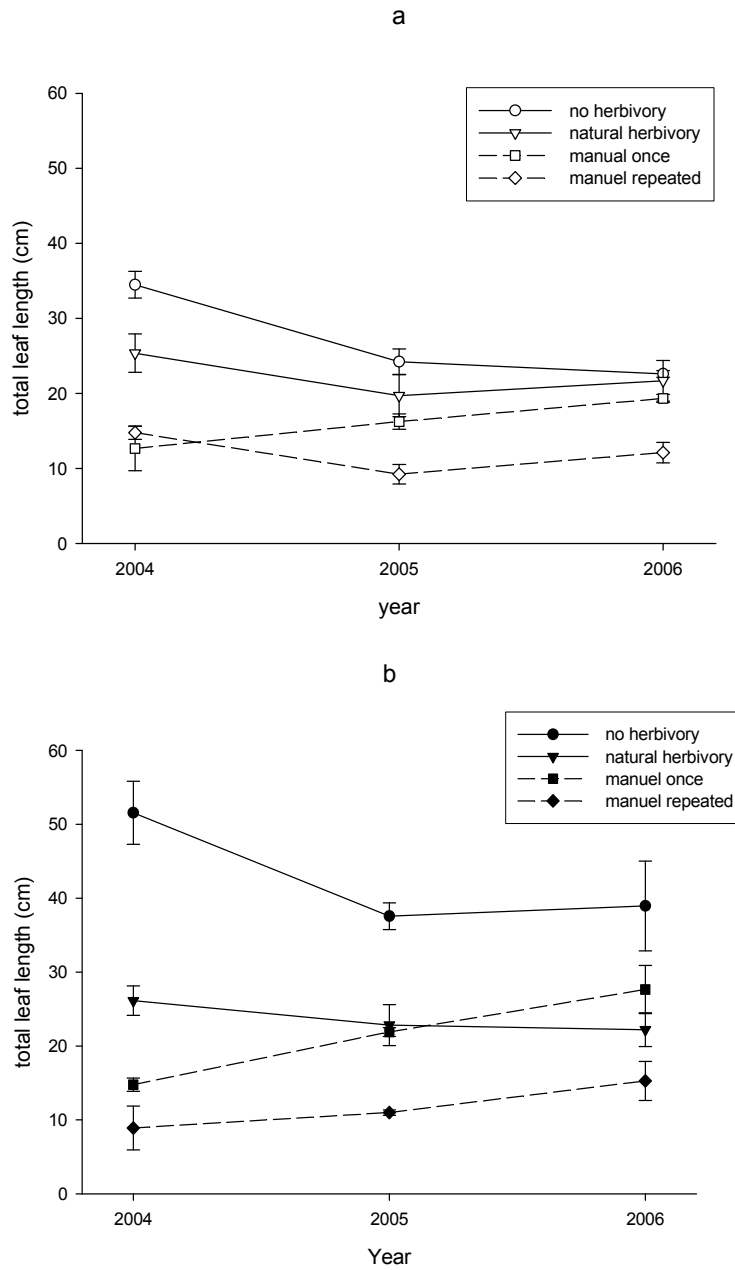 a
60
50
40
30
20
10
0
total leaf length (cm)
no herbivory
natural herbivory
manual once
manuel repeated
2004 2005 2006
year
b
60
50
40
30
20
10
0
total leaf length (cm)
no herbivory
natural herbivory
manuel once
manuel repeated
2004 2005 2006
Year